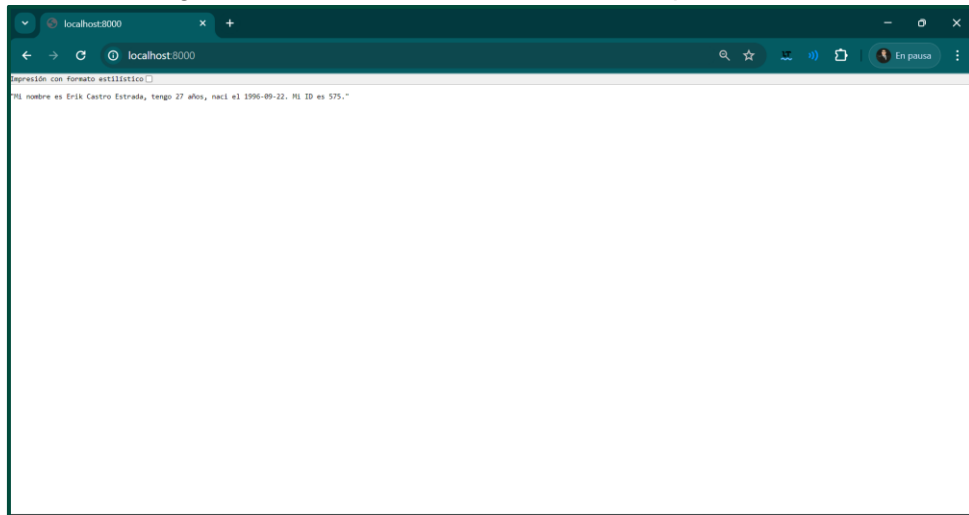 localhost:8000
localhost:8000
En pausa
Impresión con formato estilístico
"Mi nombre es Erik Castro Estrada, tengo 27 años, naci el 1996-09-22. Mi ID es 575."